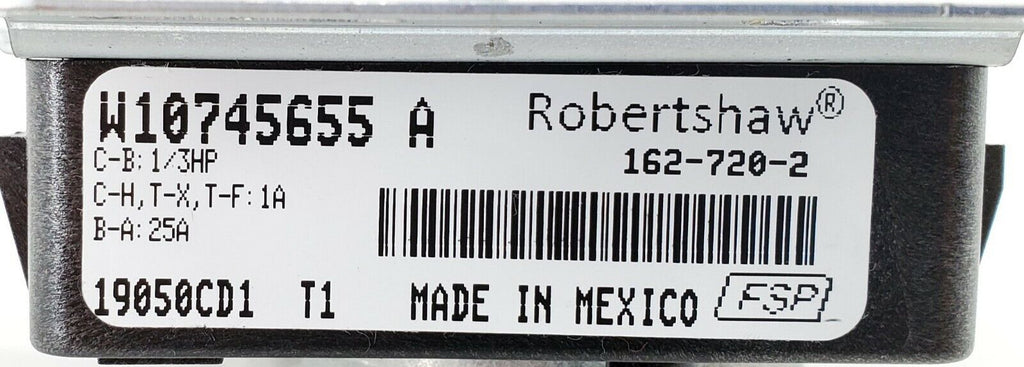 W10745655 A Robertshaw®
C-B: 1/3HP 162-720-2
C-H, T-X, T-F: 1A
B-A: 25A
19050CD1 T1 MADE IN MEXICO FSP